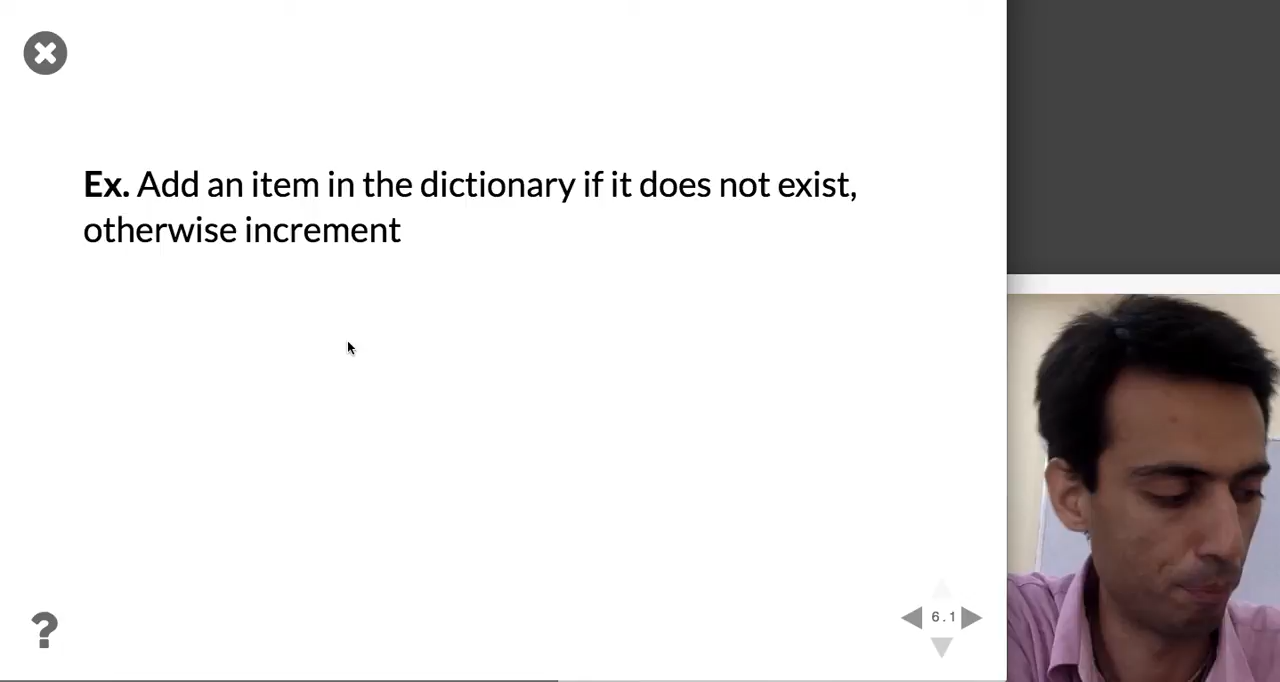 Ex. Add an item in the dictionary if it does not exist,
otherwise increment
?
6.1